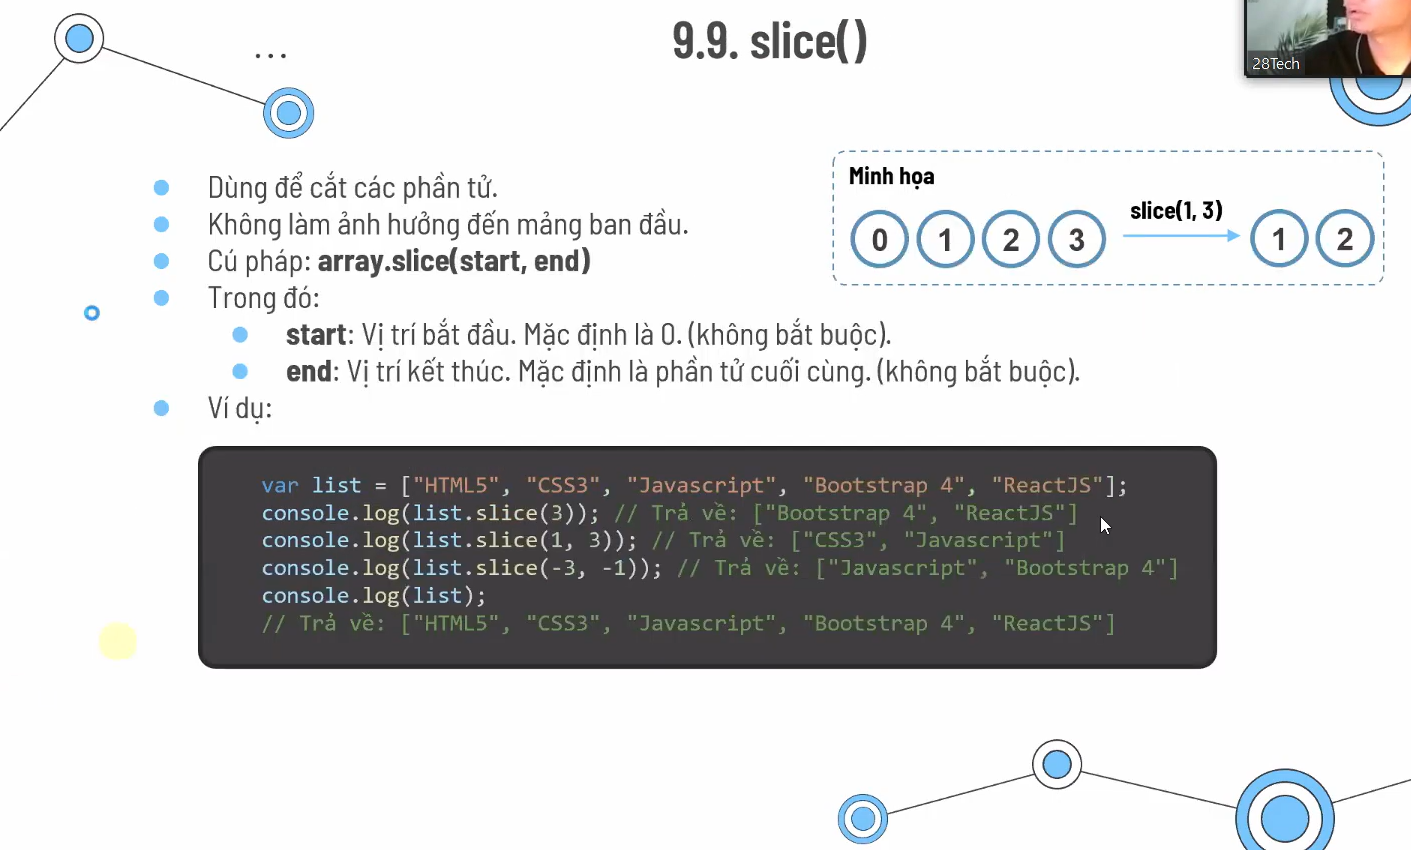 ...
9.9. slice()
28Tech
Dùng để cắt các phần tử.
Không làm ảnh hưởng đến mảng ban đầu.
Cú pháp: array.slice(start, end)
Trong đó:
start: Vị trí bắt đầu. Mặc định là 0. (không bắt buộc).
end: Vị trí kết thúc. Mặc định là phần tử cuối cùng. (không bắt buộc).
Ví dụ:
Minh họa
0 1 2 3 slice(1, 3) 1 2
var list = ["HTML5", "CSS3", "Javascript", "Bootstrap 4", "ReactJS"];
console.log(list.slice(3)); // Trả về: ["Bootstrap 4", "ReactJS"]
console.log(list.slice(1, 3)); // Trả về: ["CSS3", "Javascript"]
console.log(list.slice(-3, -1)); // Trả về: ["Javascript", "Bootstrap 4"]
console.log(list);
// Trả về: ["HTML5", "CSS3", "Javascript", "Bootstrap 4", "ReactJS"]